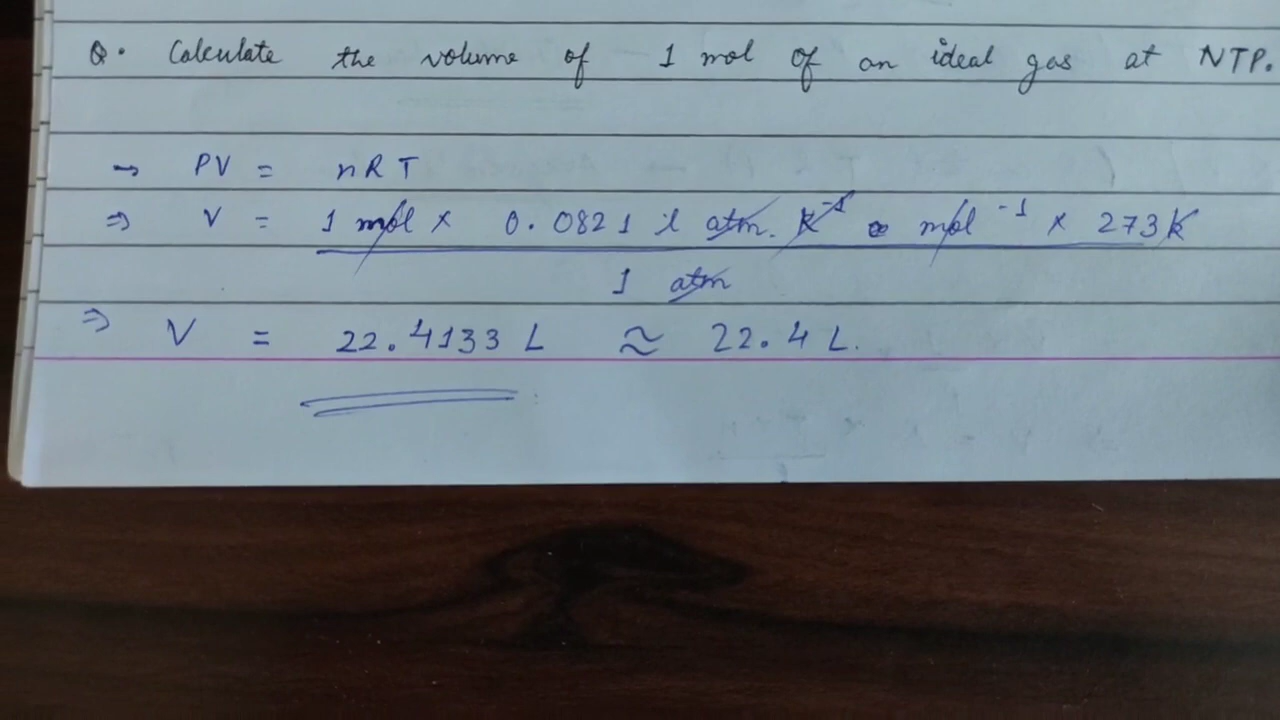 Q. Calculate the volume of 1 mol of an ideal gas at NTP.
→ PV = nRT
⇒ V = 1 mol × 0.0821 l atm. K⁻¹ mol⁻¹ × 273K
1 atm
⇒ V = 22.4133 L ≈ 22.4 L.